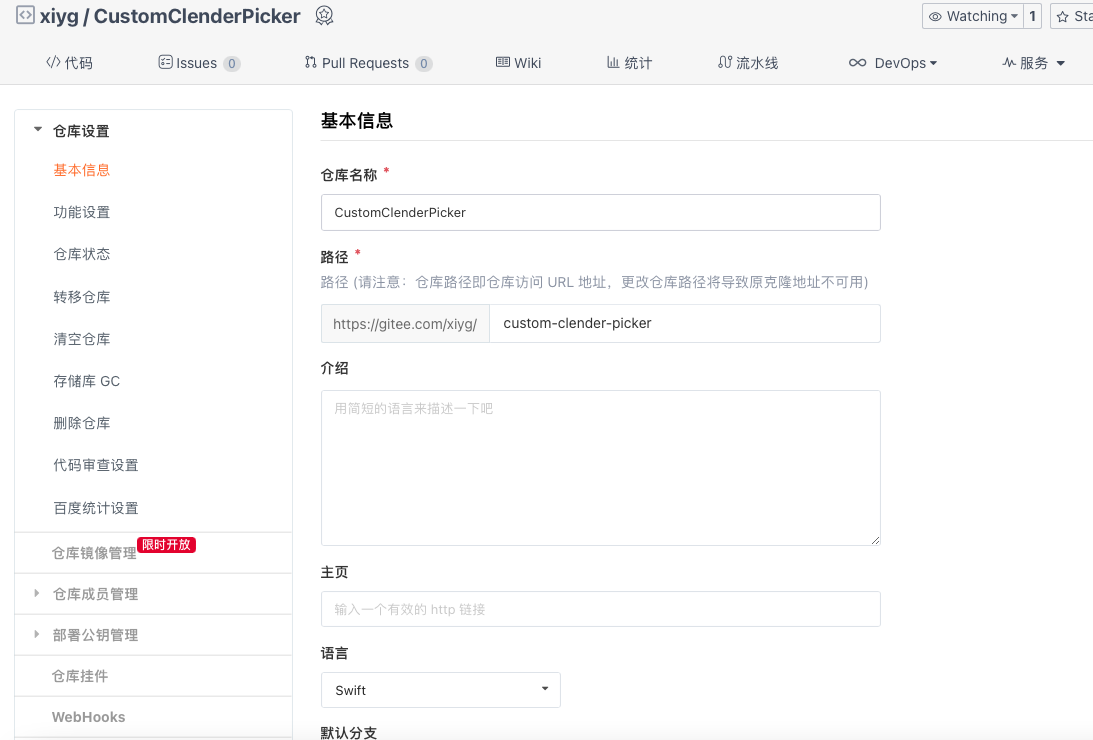 xiyg / CustomClenderPicker
Watching 1
代码 Issues 0 Pull Requests 0 Wiki 统计 流水线 DevOps 服务
仓库设置
基本信息
功能设置
仓库状态
转移仓库
清空仓库
存储库 GC
删除仓库
代码审查设置
百度统计设置
仓库镜像管理 限时开放
仓库成员管理
部署公钥管理
仓库挂件
WebHooks
基本信息
仓库名称 *
CustomClenderPicker
路径 *
路径 (请注意：仓库路径即仓库访问 URL 地址，更改仓库路径将导致原克隆地址不可用)
https://gitee.com/xiyg/ custom-clender-picker
介绍
用简短的语言来描述一下吧
主页
输入一个有效的 http 链接
语言
Swift
默认分支